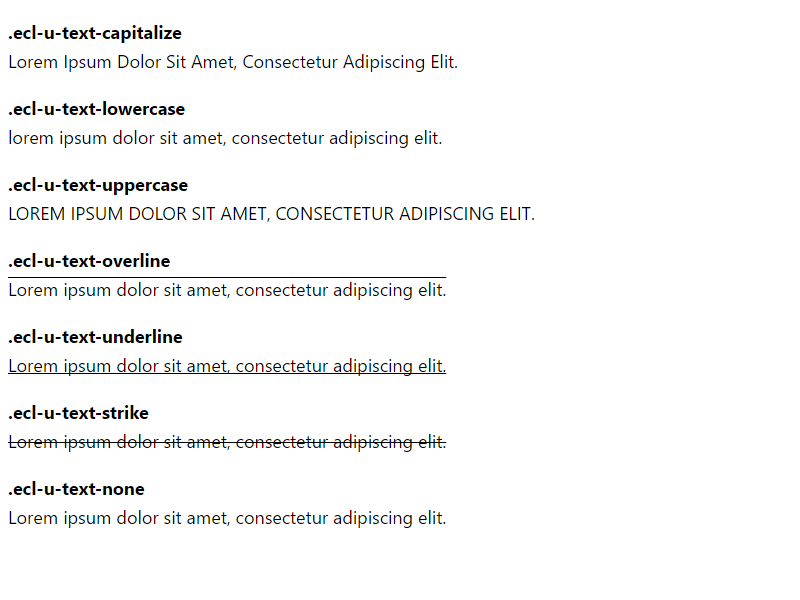 .ecl-u-text-capitalize
Lorem Ipsum Dolor Sit Amet, Consectetur Adipiscing Elit.
.ecl-u-text-lowercase
lorem ipsum dolor sit amet, consectetur adipiscing elit.
.ecl-u-text-uppercase
LOREM IPSUM DOLOR SIT AMET, CONSECTETUR ADIPISCING ELIT.
.ecl-u-text-overline
Lorem ipsum dolor sit amet, consectetur adipiscing elit.
.ecl-u-text-underline
Lorem ipsum dolor sit amet, consectetur adipiscing elit.
.ecl-u-text-strike
Lorem ipsum dolor sit amet, consectetur adipiscing elit.
.ecl-u-text-none
Lorem ipsum dolor sit amet, consectetur adipiscing elit.